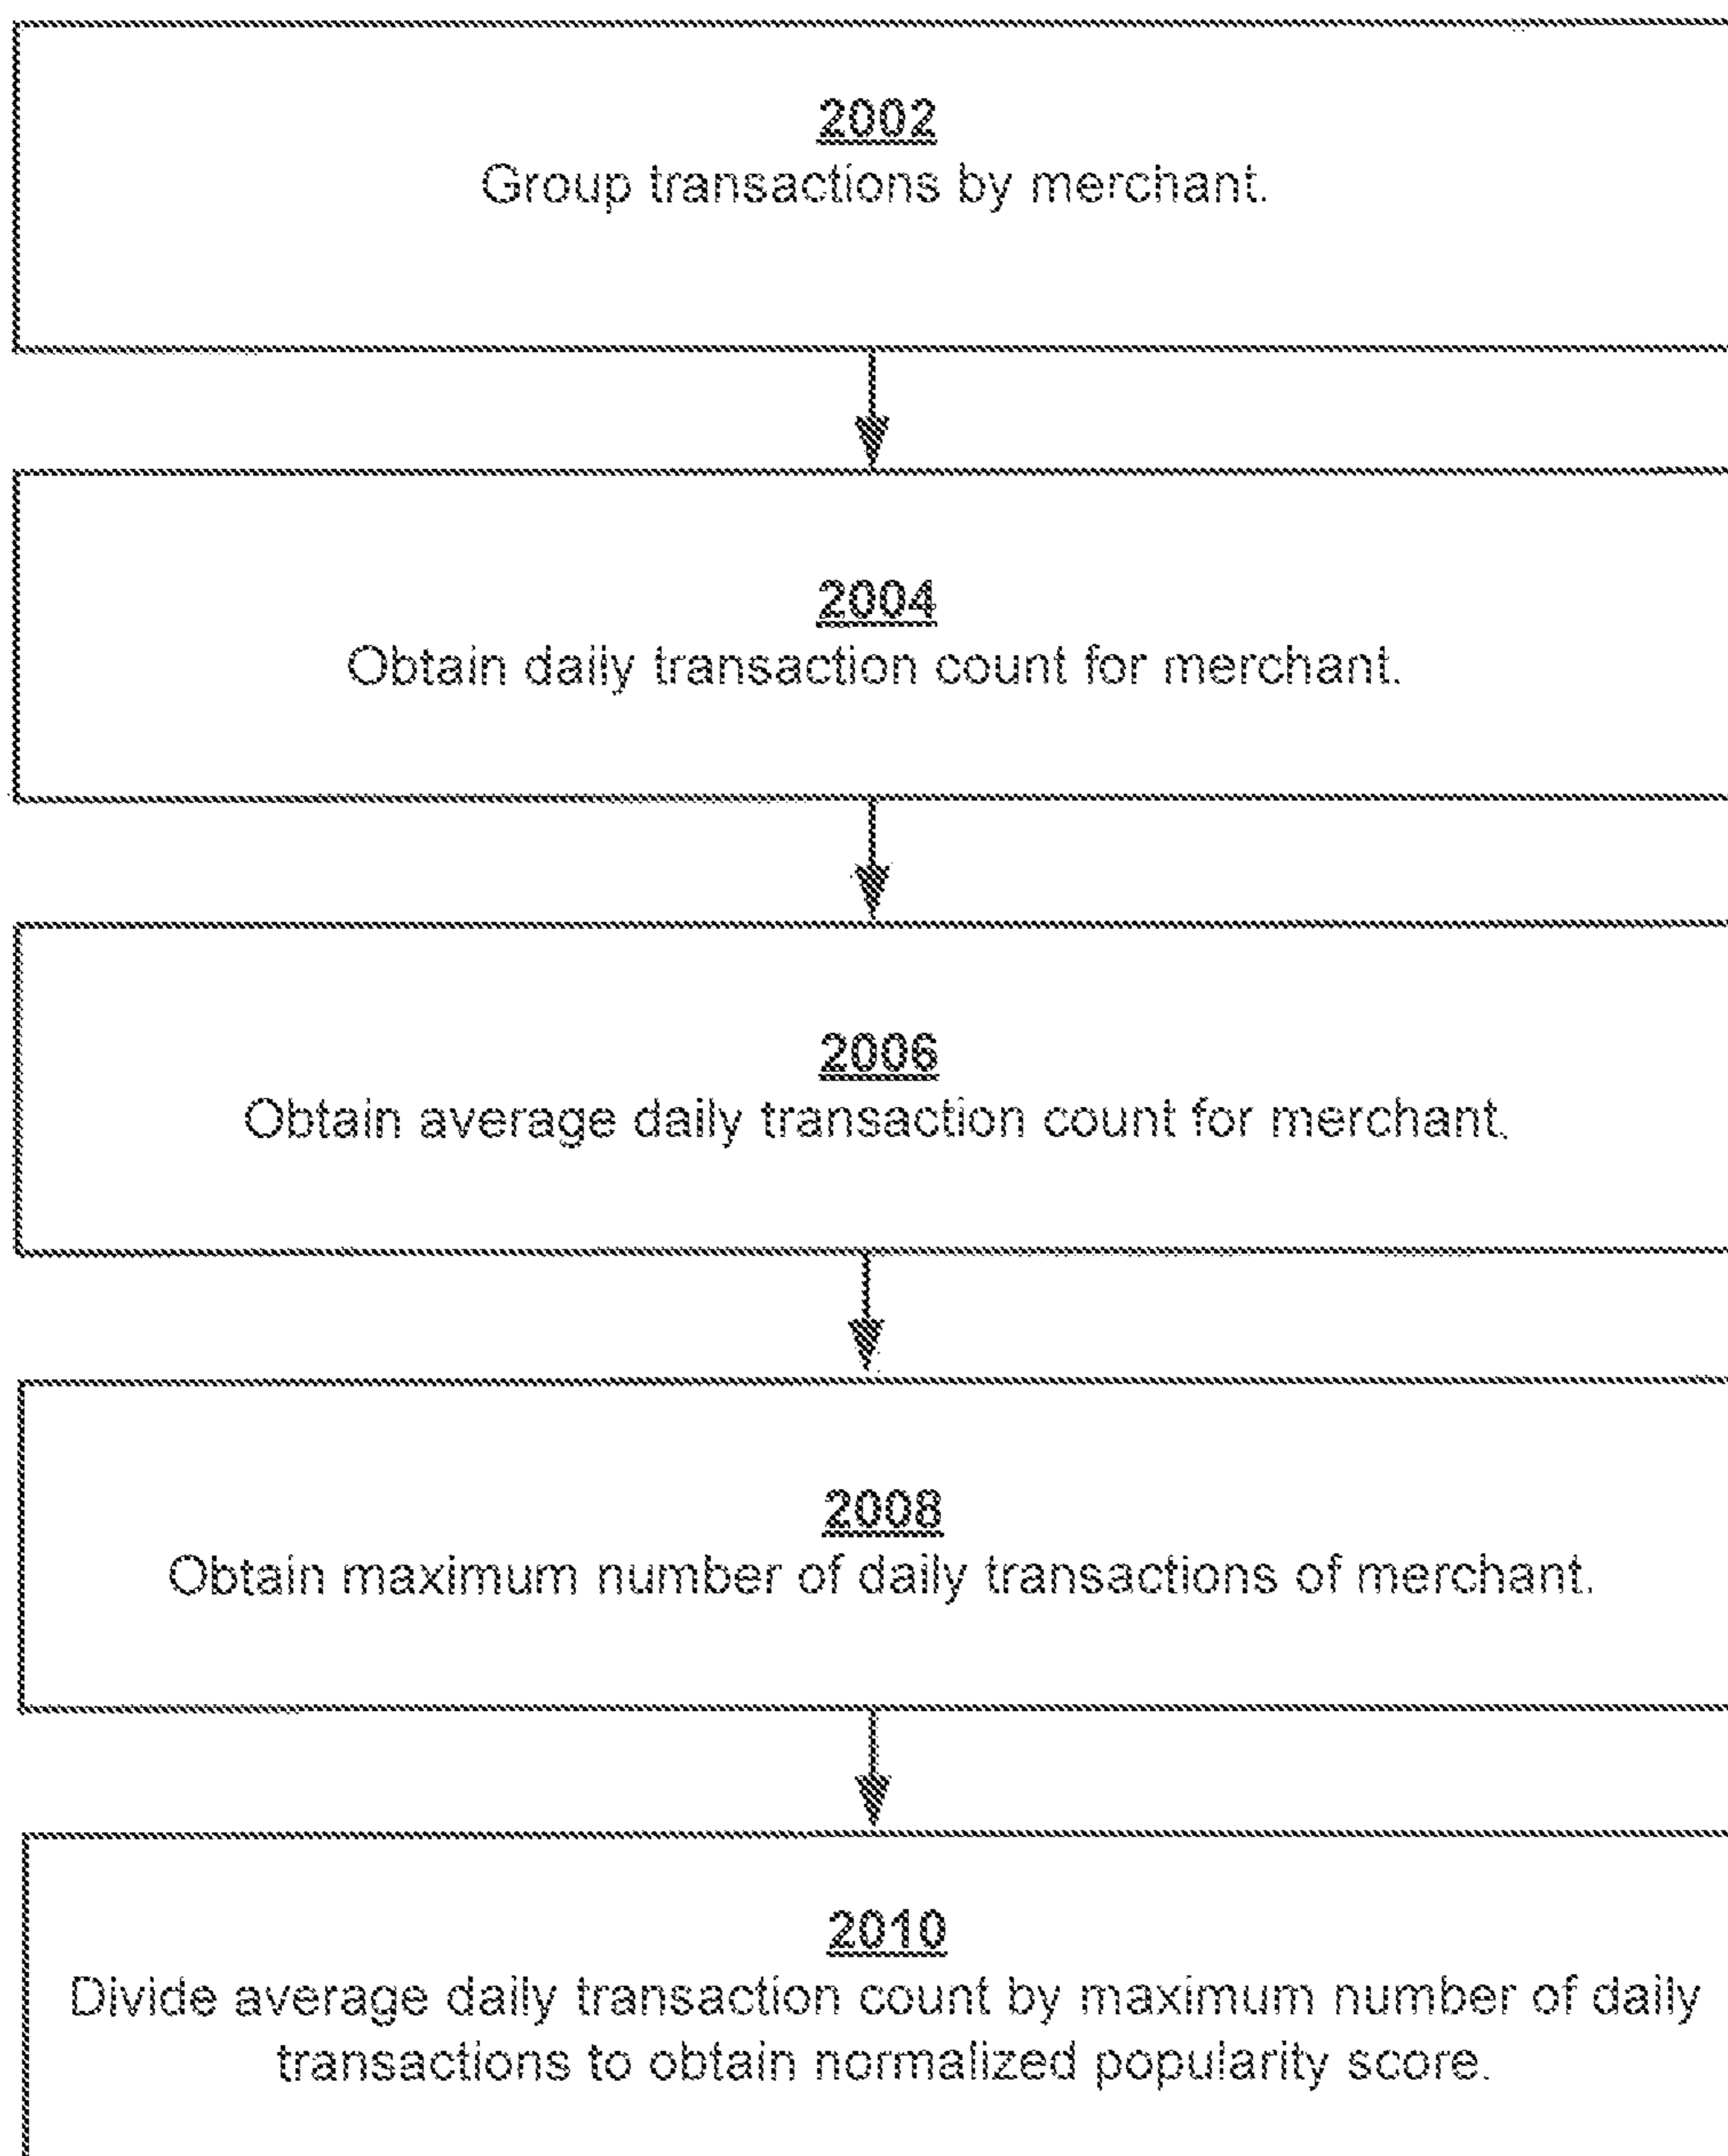 2002
Group transactions by merchant.
2004
Obtain daily transaction count for merchant.
2006
Obtain average daily transaction count for merchant.
2008
Obtain maximum number of daily transactions of merchant.
2010
Divide average daily transaction count by maximum number of daily
transactions to obtain normalized popularity score.